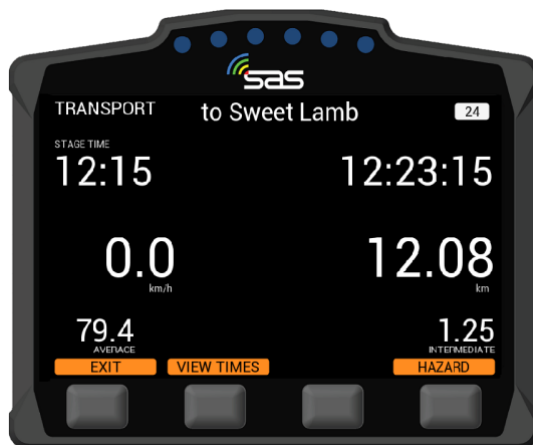 sas
TRANSPORT to Sweet Lamb 24
STAGE TIME
12:15 12:23:15
0.0 12.08
km/h km
79.4 1.25
AVERAGE INTERMEDIATE
EXIT VIEW TIMES HAZARD